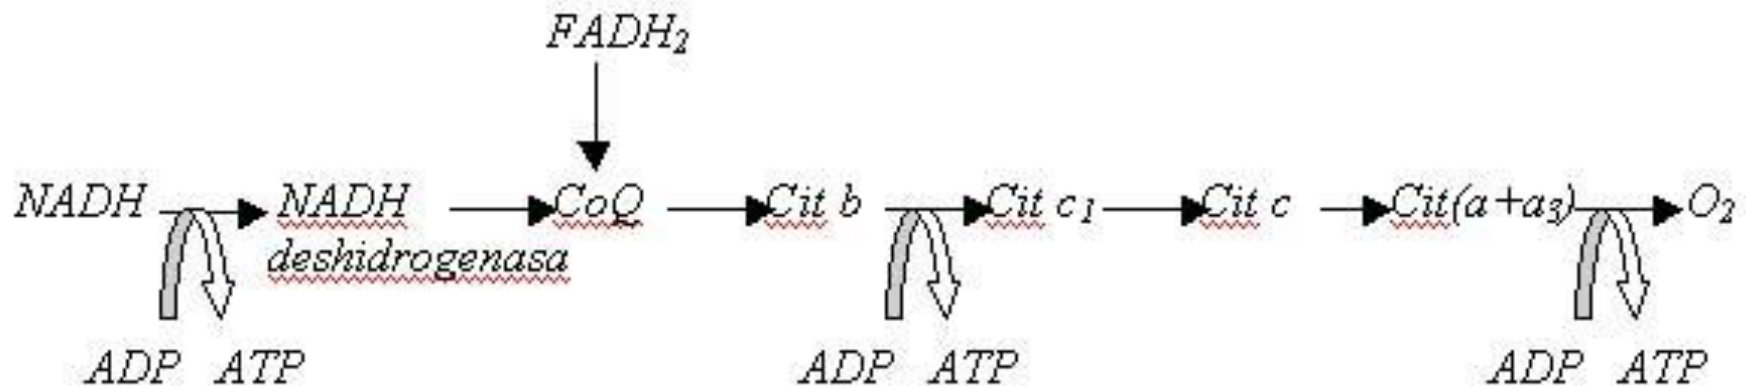 FADH₂
NADH NADH CoQ Cit b Cit c₁ Cit c Cit(a+a₃) O₂
deshidrogenasa
ADP ATP ADP ATP ADP ATP